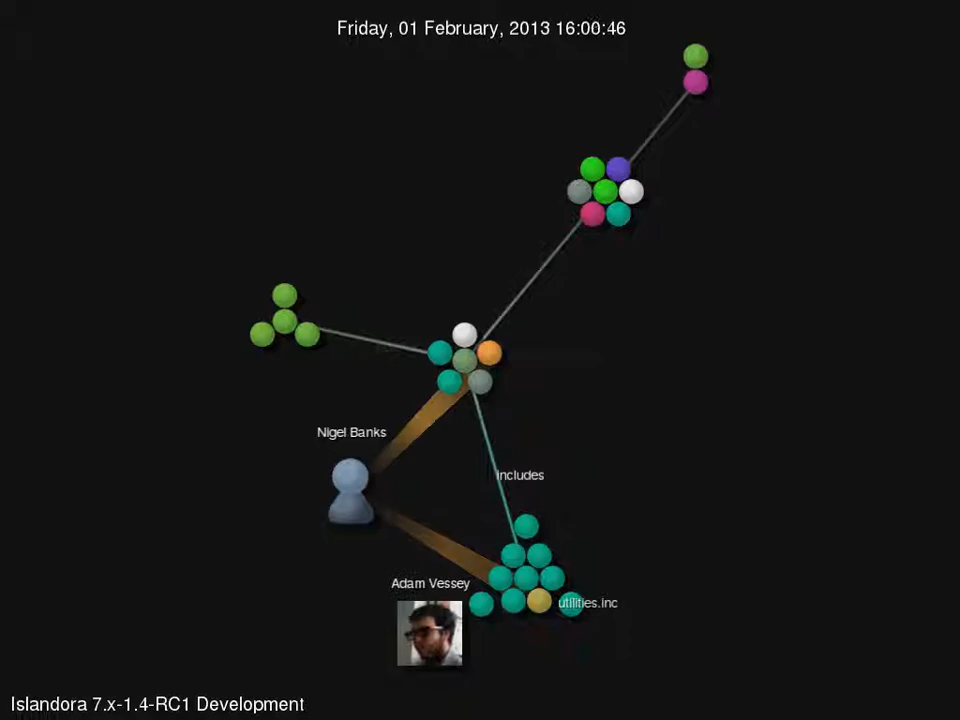 Friday, 01 February, 2013 16:00:46
Nigel Banks
includes
Adam Vessey
utilities.inc
Islandora 7.x-1.4-RC1 Development